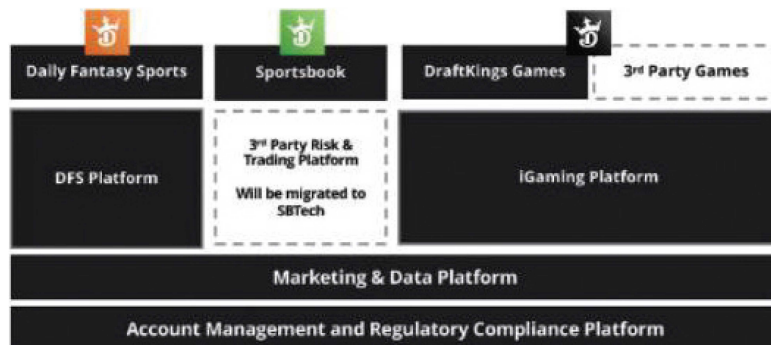 Daily Fantasy Sports
Sportsbook
DraftKings Games
3rd Party Games
DFS Platform
3rd Party Risk &
Trading Platform
Will be migrated to
SBTech
iGaming Platform
Marketing & Data Platform
Account Management and Regulatory Compliance Platform